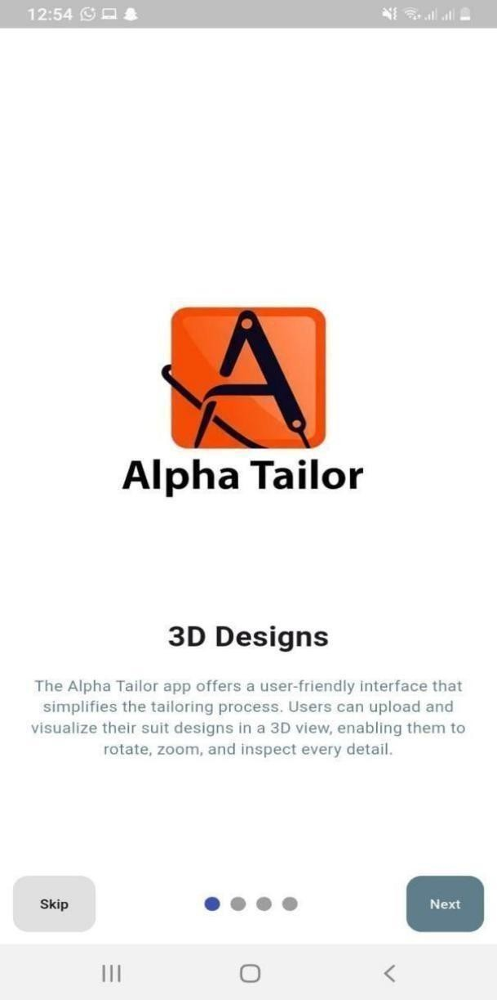 12:54
Alpha Tailor
3D Designs
The Alpha Tailor app offers a user-friendly interface that
simplifies the tailoring process. Users can upload and
visualize their suit designs in a 3D view, enabling them to
rotate, zoom, and inspect every detail.
Skip
Next